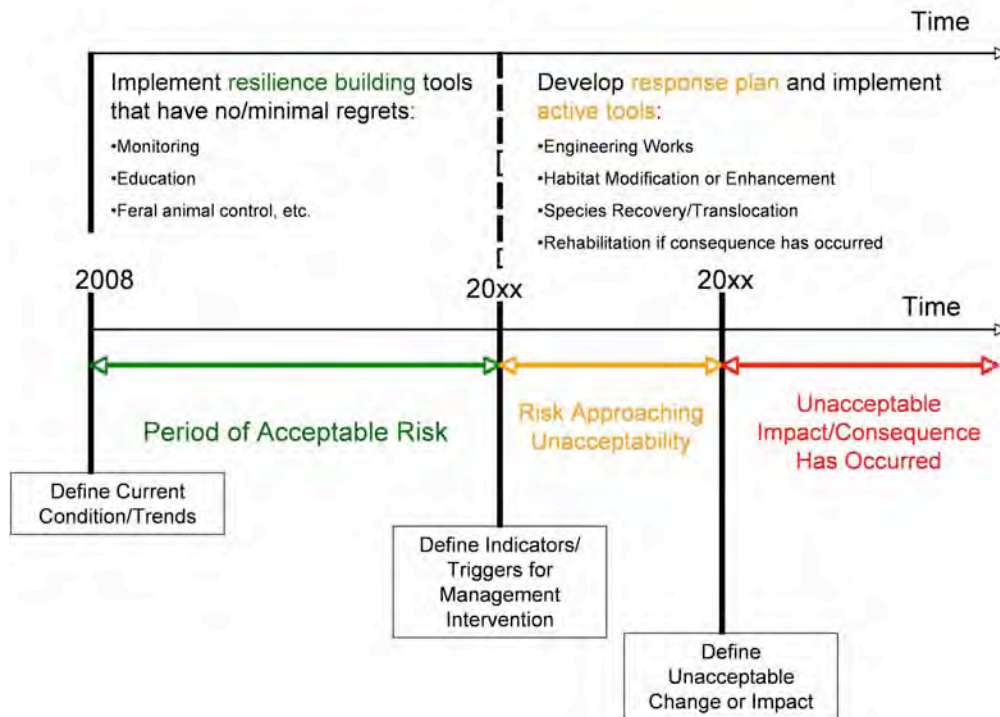 Time
Implement resilience building tools
that have no/minimal regrets:
•Monitoring
•Education
•Feral animal control, etc.
Develop response plan and implement
active tools:
•Engineering Works
•Habitat Modification or Enhancement
•Species Recovery/Translocation
•Rehabilitation if consequence has occurred
2008
20xx
20xx
Time
Period of Acceptable Risk
Risk Approaching
Unacceptability
Unacceptable
Impact/Consequence
Has Occurred
Define Current
Condition/Trends
Define Indicators/
Triggers for
Management
Intervention
Define
Unacceptable
Change or Impact